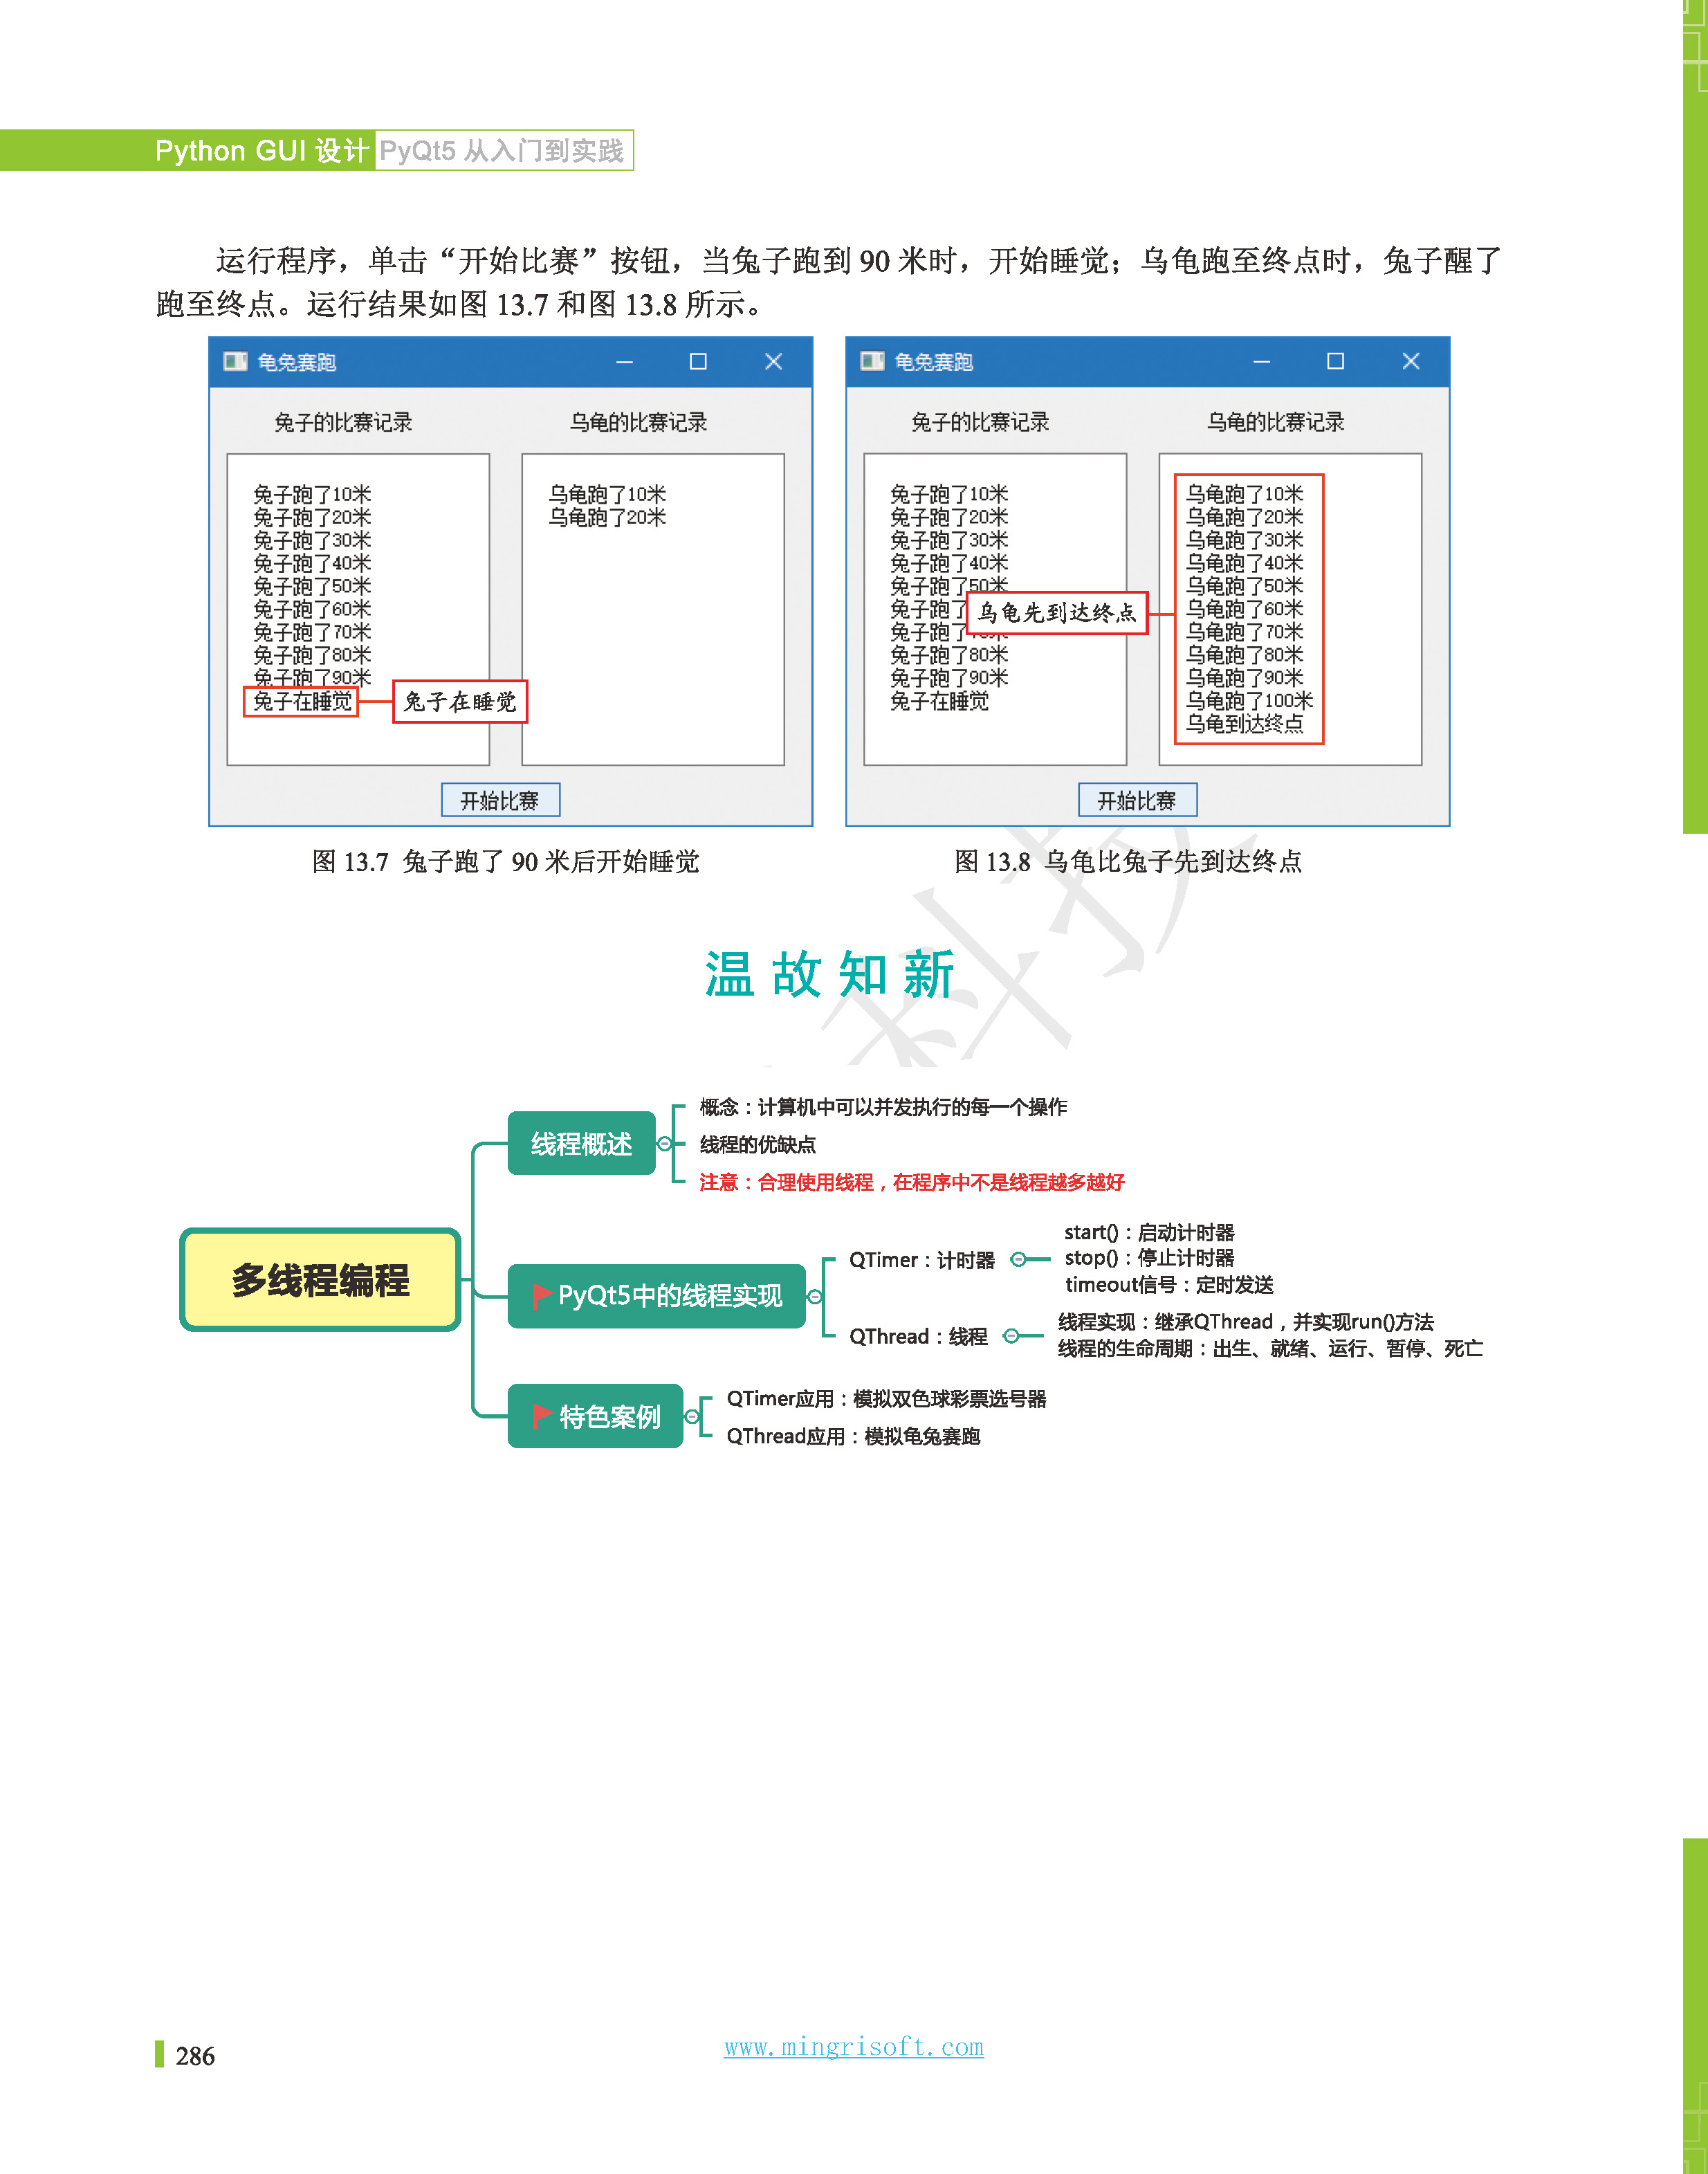 Python GUI 设计 PyQt5 从入门到实践
运行程序，单击“开始比赛”按钮，当兔子跑到 90 米时，开始睡觉；乌龟跑至终点时，兔子醒了
跑至终点。运行结果如图 13.7 和图 13.8 所示。
龟兔赛跑
兔子的比赛记录
兔子跑了10米
兔子跑了20米
兔子跑了30米
兔子跑了40米
兔子跑了50米
兔子跑了60米
兔子跑了70米
兔子跑了80米
兔子跑了90米
兔子在睡觉
兔子在睡觉
乌龟的比赛记录
乌龟跑了10米
乌龟跑了20米
开始比赛
图 13.7 兔子跑了 90 米后开始睡觉
龟兔赛跑
兔子的比赛记录
兔子跑了10米
兔子跑了20米
兔子跑了30米
兔子跑了40米
兔子跑了50米
兔子跑了
兔子跑了
兔子跑了80米
兔子跑了90米
兔子在睡觉
乌龟先到达终点
乌龟的比赛记录
乌龟跑了10米
乌龟跑了20米
乌龟跑了30米
乌龟跑了40米
乌龟跑了50米
乌龟跑了60米
乌龟跑了70米
乌龟跑了80米
乌龟跑了90米
乌龟跑了100米
乌龟到达终点
开始比赛
图 13.8 乌龟比兔子先到达终点
科技
温故知新
多线程编程
线程概述
概念：计算机中可以并发执行的每一个操作
线程的优缺点
注意：合理使用线程，在程序中不是线程越多越好
PyQt5中的线程实现
QTimer：计时器
start()：启动计时器
stop()：停止计时器
timeout信号：定时发送
QThread：线程
线程实现：继承QThread，并实现run()方法
线程的生命周期：出生、就绪、运行、暂停、死亡
特色案例
QTimer应用：模拟双色球彩票选号器
QThread应用：模拟龟兔赛跑
286
www.mingrisoft.com